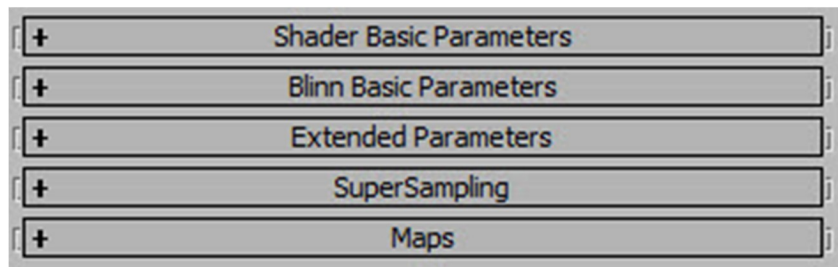 + Shader Basic Parameters
+ Blinn Basic Parameters
+ Extended Parameters
+ SuperSampling
+ Maps